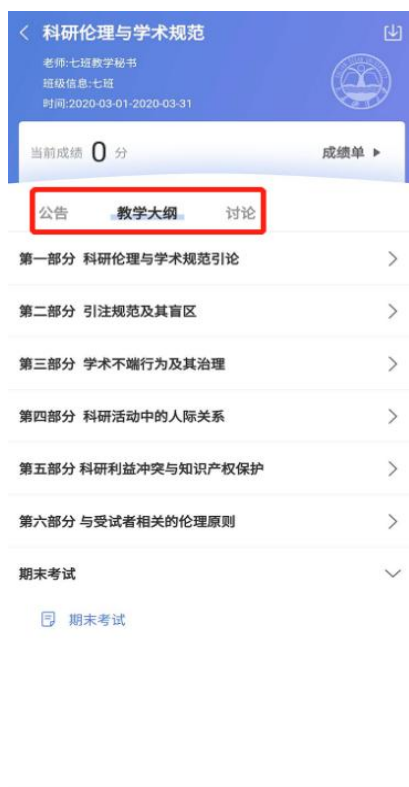 科研伦理与学术规范
老师:七班教学秘书
班级信息:七班
时间:2020-03-01-2020-03-31
当前成绩 0 分 成绩单
公告 教学大纲 讨论
第一部分 科研伦理与学术规范引论
第二部分 引注规范及其盲区
第三部分 学术不端行为及其治理
第四部分 科研活动中的人际关系
第五部分 科研利益冲突与知识产权保护
第六部分 与受试者相关的伦理原则
期末考试
期末考试